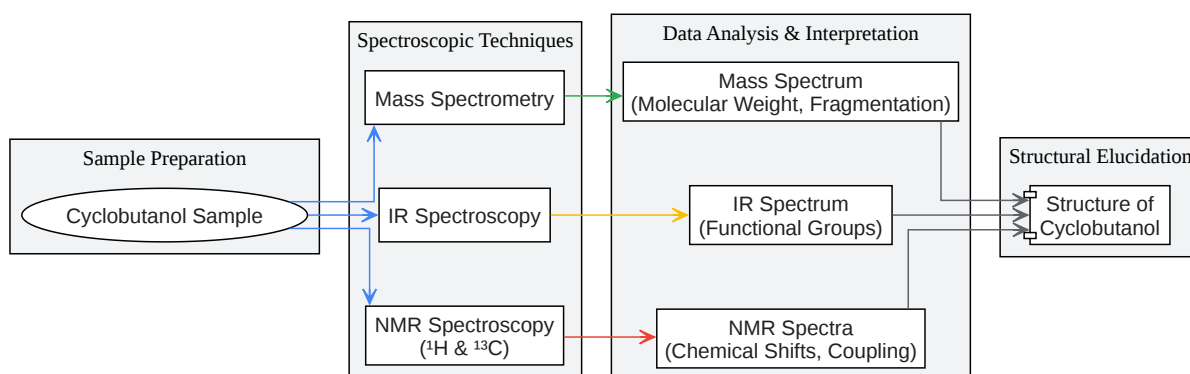 Sample Preparation
Cyclobutanol Sample
Spectroscopic Techniques
Mass Spectrometry
IR Spectroscopy
NMR Spectroscopy
(¹H & ¹³C)
Data Analysis & Interpretation
Mass Spectrum
(Molecular Weight, Fragmentation)
IR Spectrum
(Functional Groups)
NMR Spectra
(Chemical Shifts, Coupling)
Structural Elucidation
Structure of
Cyclobutanol